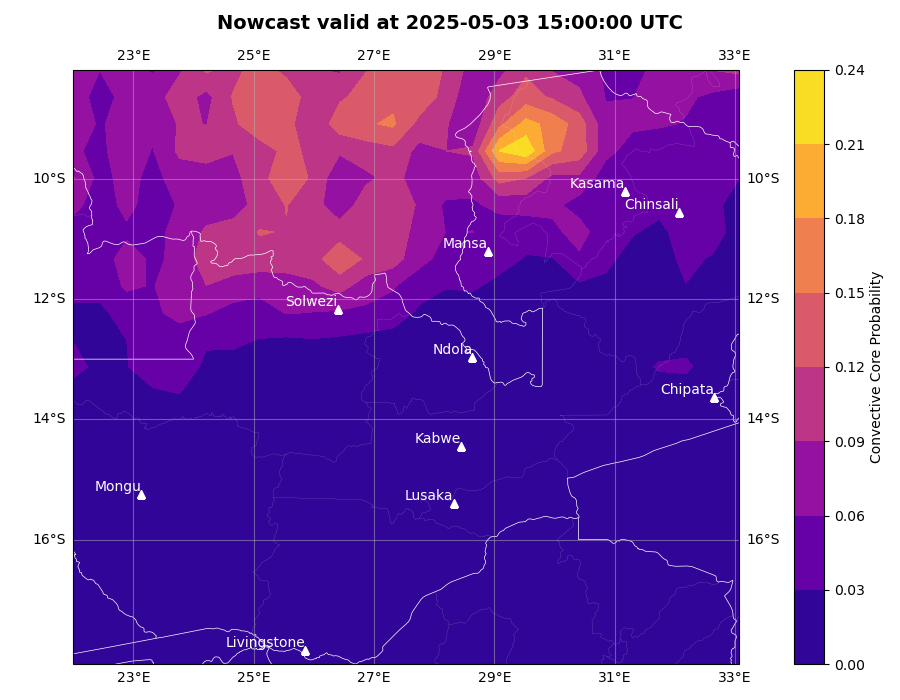 Nowcast valid at 2025-05-03 15:00:00 UTC
23°E 25°E 27°E 29°E 31°E 33°E
0.24
0.21
0.18
0.15
0.12
0.09
0.06
0.03
0.00
Convective Core Probability
10°S 10°S
12°S 12°S
14°S 14°S
16°S 16°S
Kasama
Chinsali
Mansa
Solwezi
Ndola
Chipata
Kabwe
Mongu
Lusaka
Livingstone
23°E 25°E 27°E 29°E 31°E 33°E